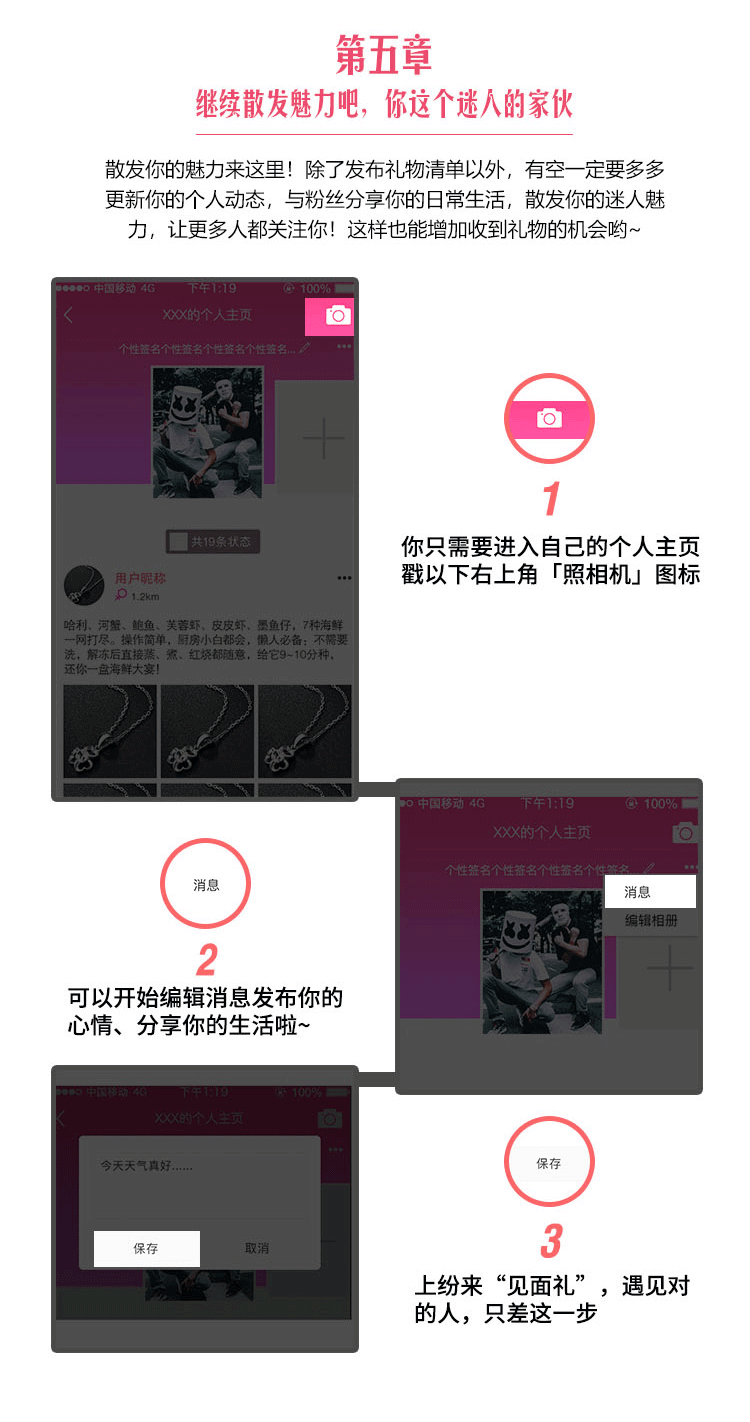 第五章
继续散发魅力吧，你这个迷人的家伙
散发你的魅力来这里！除了发布礼物清单以外，有空一定要多多
更新你的个人动态，与粉丝分享你的日常生活，散发你的迷人魅
力，让更多人都关注你！这样也能增加收到礼物的机会哟~
中国移动 4G 下午1:19 100%
XXX的个人主页
个性签名个性签名个性签名个性签名...
共19条状态
用户昵称
1.2km
哈利、河蟹、鲍鱼、芙蓉虾、皮皮虾、墨鱼仔，7种海鲜
一网打尽。操作简单，厨房小白都会，懒人必备；不需要
洗，解冻后直接蒸、煮、红烧都随意，给它9~10分种，
还你一盘海鲜大宴！
1
你只需要进入自己的个人主页
戳以下右上角「照相机」图标
中国移动 4G 下午1:19 100%
XXX的个人主页
个性签名个性签名个性签名个性签名...
消息
编辑相册
消息
2
可以开始编辑消息发布你的
心情、分享你的生活啦~
中国移动 4G 下午1:19 100%
XXX的个人主页
今天天气真好......
保存 取消
保存
3
上纷来“见面礼”，遇见对
的人，只差这一步